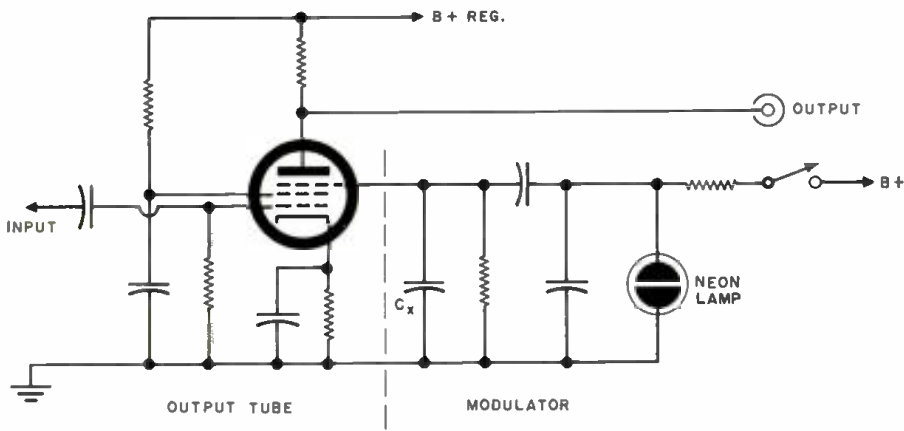 B+ REG.
OUTPUT
B+
INPUT
NEON
LAMP
Cx
OUTPUT TUBE
MODULATOR